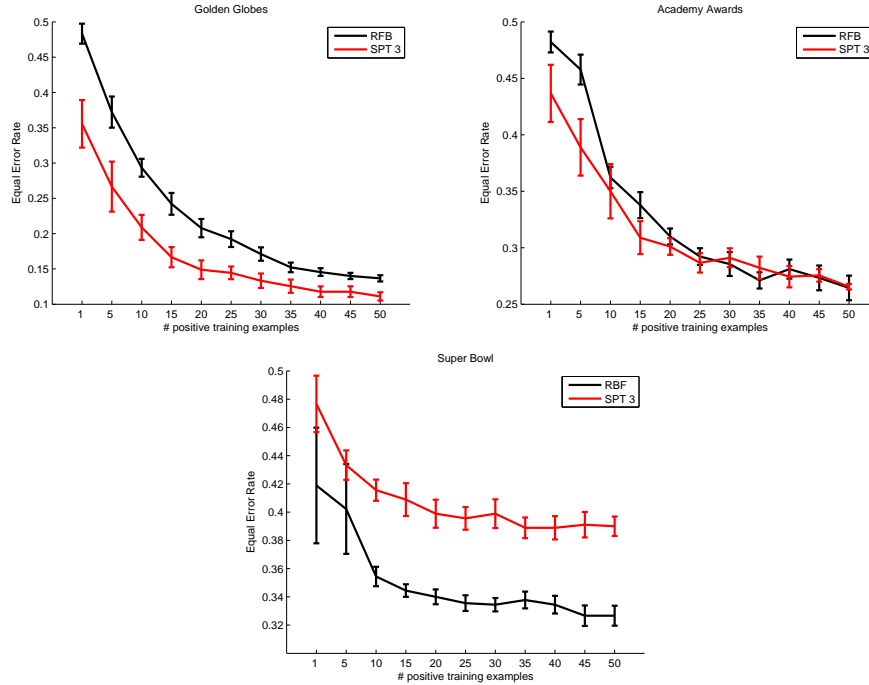 Golden Globes
0.5
0.45
0.4
0.35
0.3
0.25
0.2
0.15
0.1
Equal Error Rate
RFB
SPT 3
1 5 10 15 20 25 30 35 40 45 50
# positive training examples
Academy Awards
0.5
0.45
0.4
0.35
0.3
0.25
Equal Error Rate
RFB
SPT 3
1 5 10 15 20 25 30 35 40 45 50
# positive training examples
Super Bowl
0.5
0.48
0.46
0.44
0.42
0.4
0.38
0.36
0.34
0.32
Equal Error Rate
RBF
SPT 3
1 5 10 15 20 25 30 35 40 45 50
# positive training examples